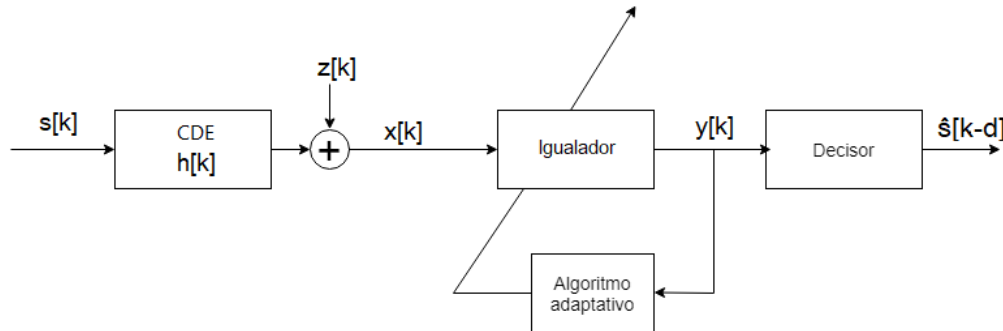 s[k]
CDE
h[k]
z[k]
+
x[k]
Igualador
y[k]
Decisor
ŝ[k-d]
Algoritmo
adaptativo